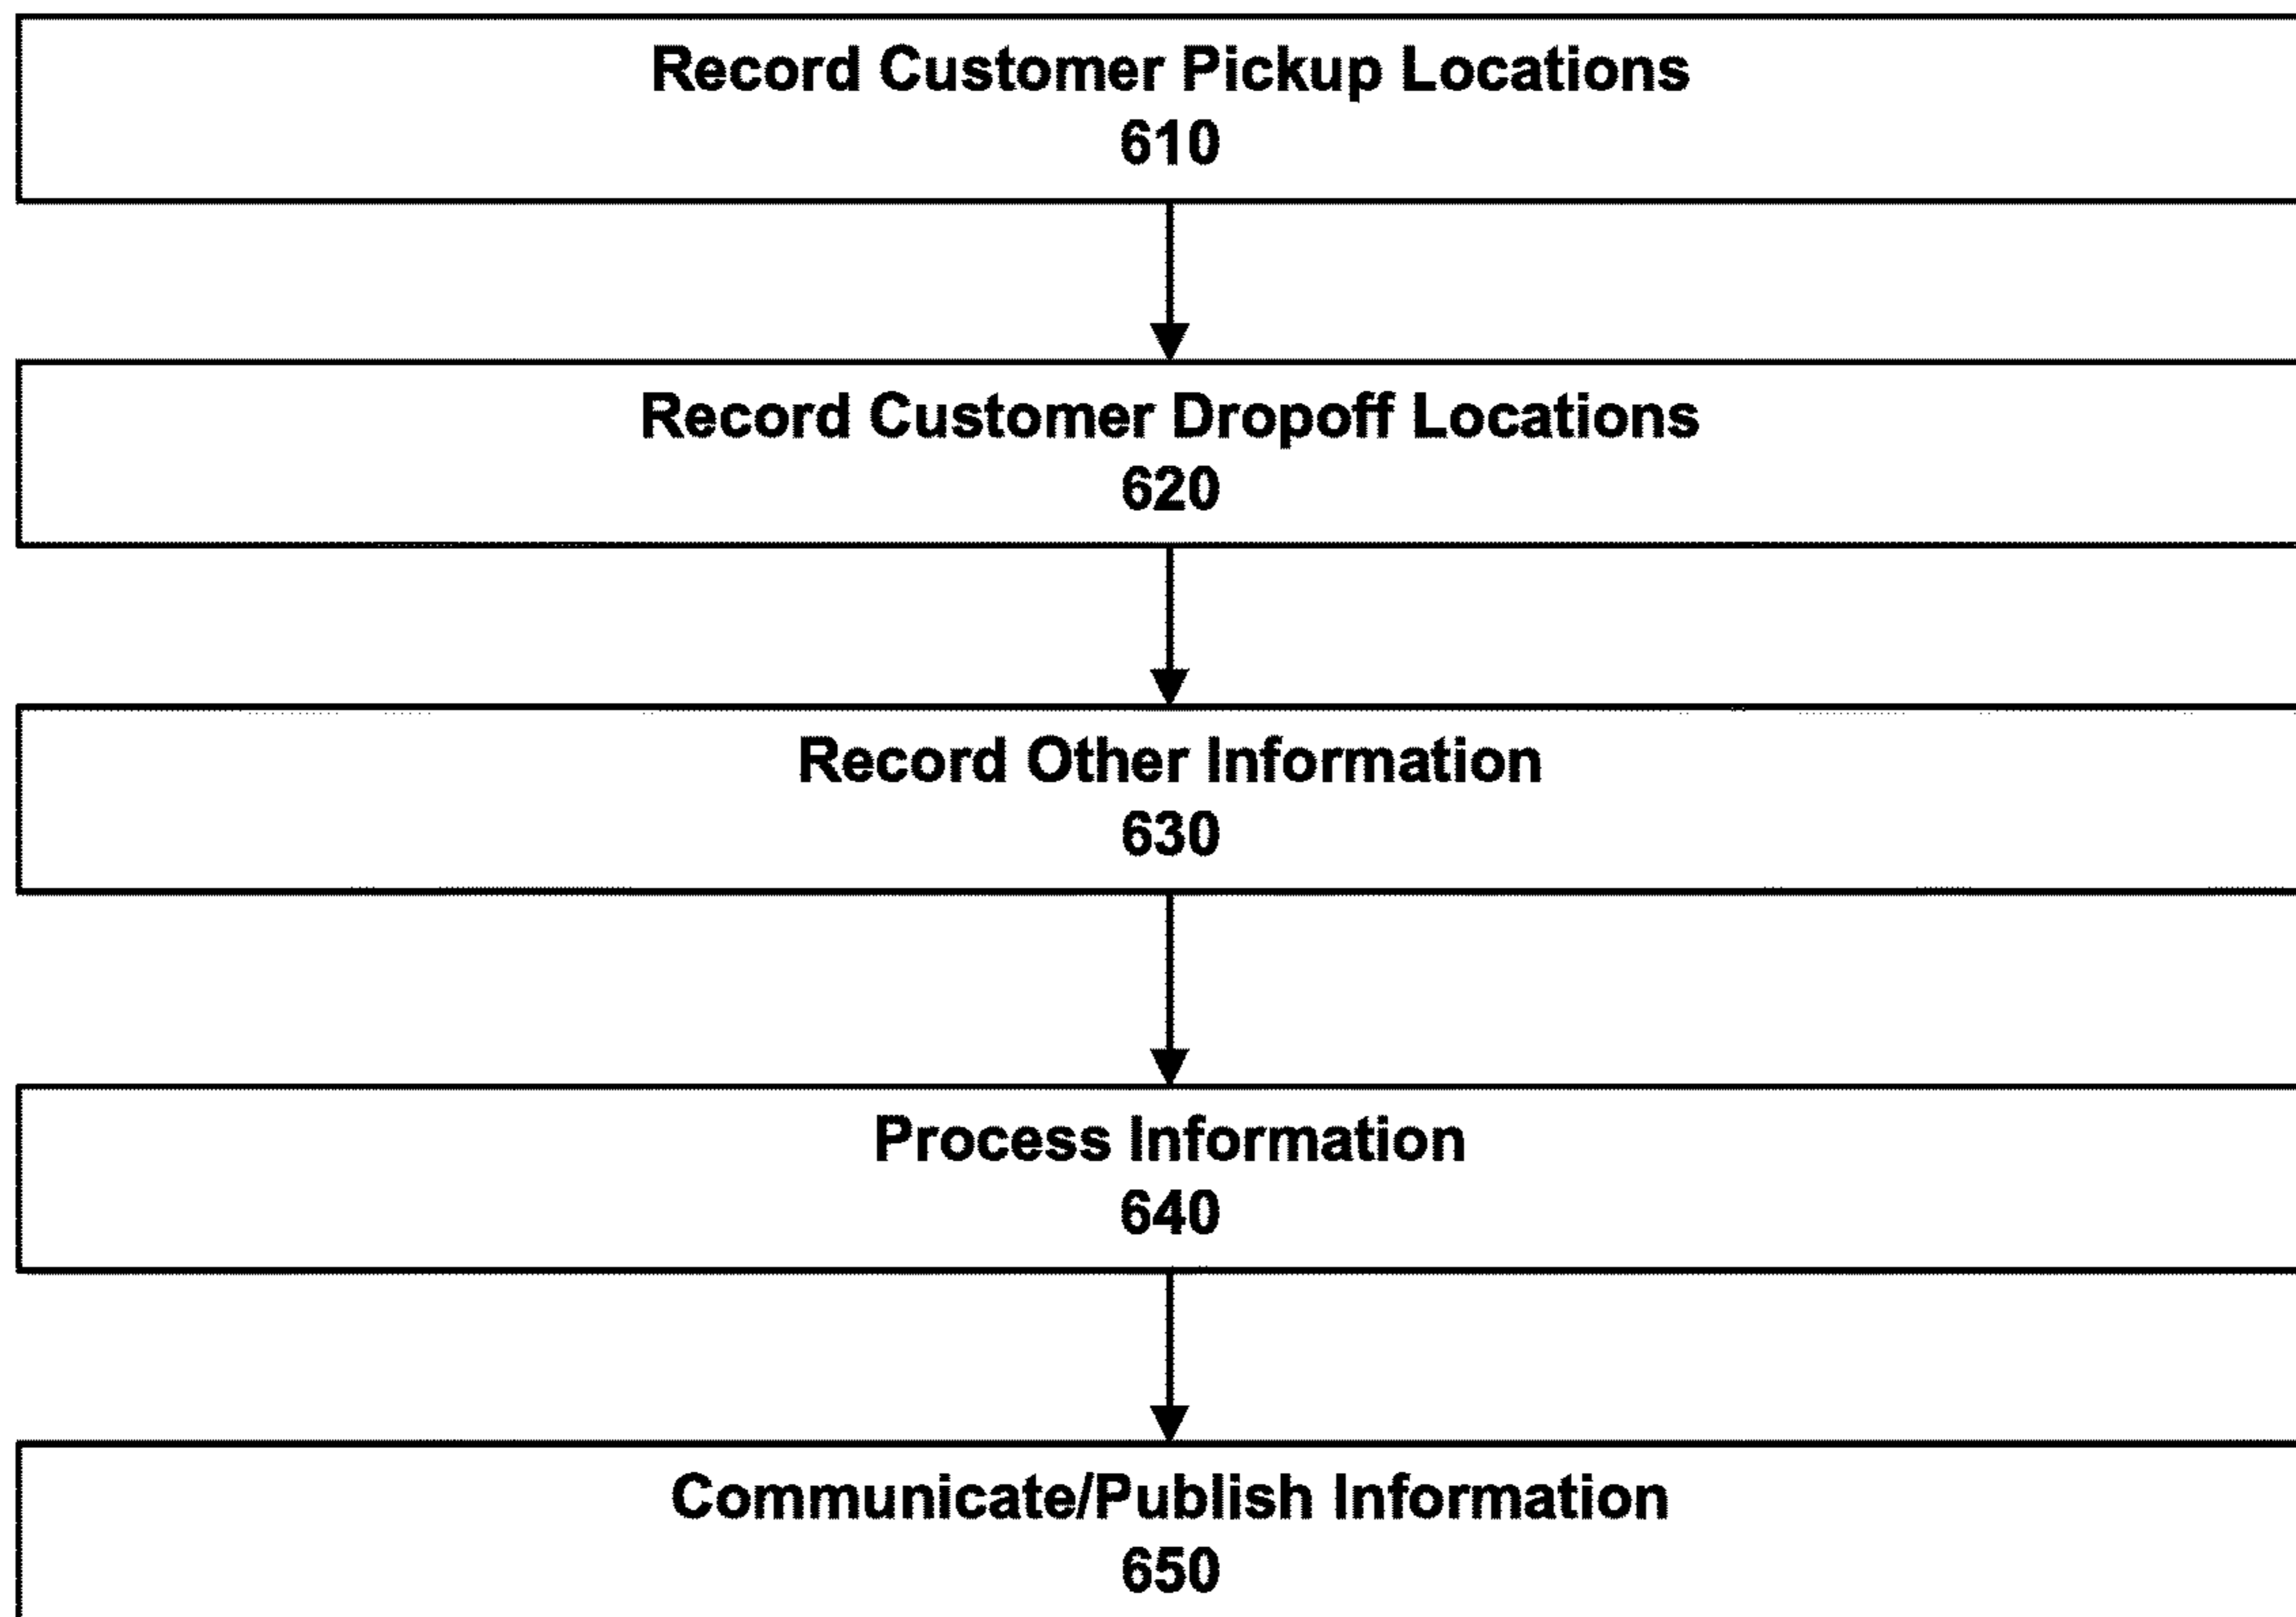 Record Customer Pickup Locations
610
Record Customer Dropoff Locations
620
Record Other Information
630
Process Information
640
Communicate/Publish Information
650